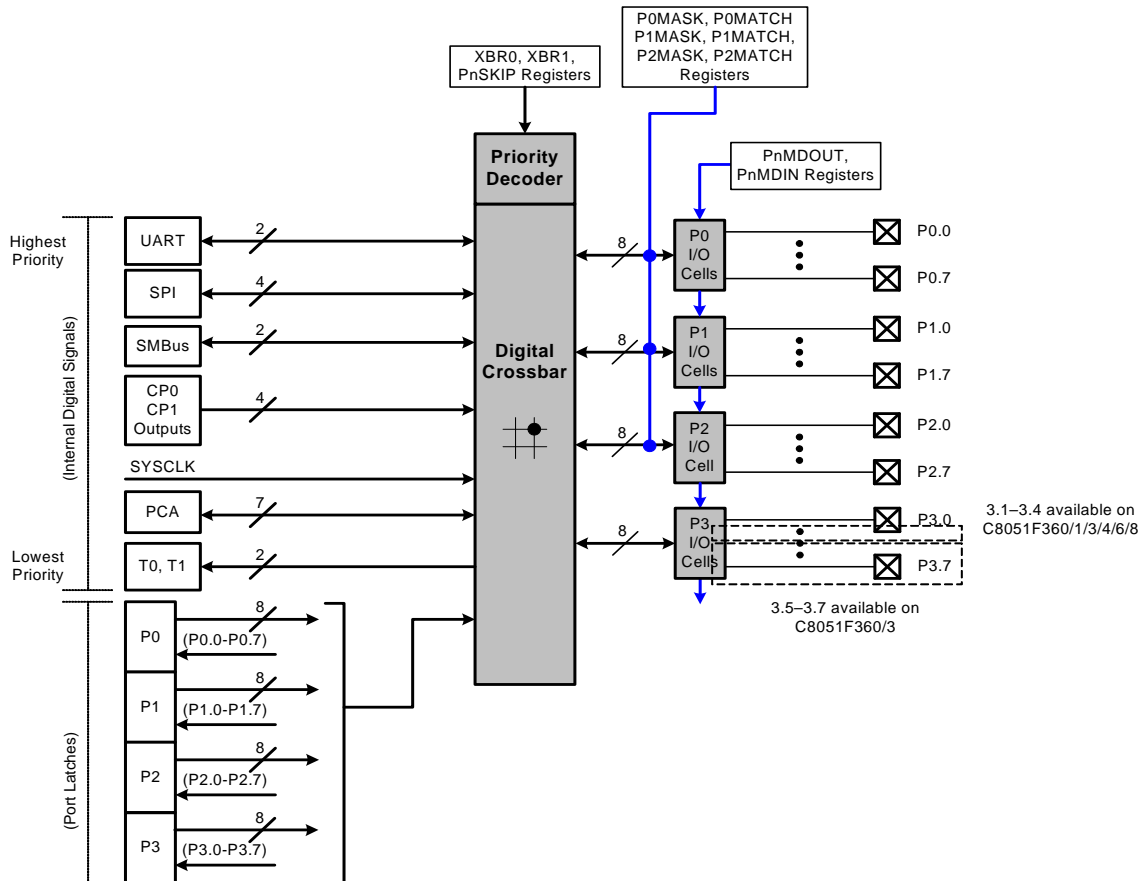 P0MASK, P0MATCH
P1MASK, P1MATCH,
P2MASK, P2MATCH
Registers
XBR0, XBR1,
PnSKIP Registers
PnMDOUT,
PnMDIN Registers
Priority
Decoder
Digital
Crossbar
Highest
Priority
(Internal Digital Signals)
Lowest
Priority
UART
2
SPI
4
SMBus
2
CP0
CP1
Outputs
4
SYSCLK
PCA
7
T0, T1
2
(Port Latches)
P0
8
(P0.0-P0.7)
P1
8
(P1.0-P1.7)
P2
8
(P2.0-P2.7)
P3
8
(P3.0-P3.7)
8
P0
I/O
Cells
P0.0
P0.7
8
P1
I/O
Cells
P1.0
P1.7
8
P2
I/O
Cell
P2.0
P2.7
8
P3
I/O
Cells
P3.0
P3.7
3.1–3.4 available on
C8051F360/1/3/4/6/8
3.5–3.7 available on
C8051F360/3